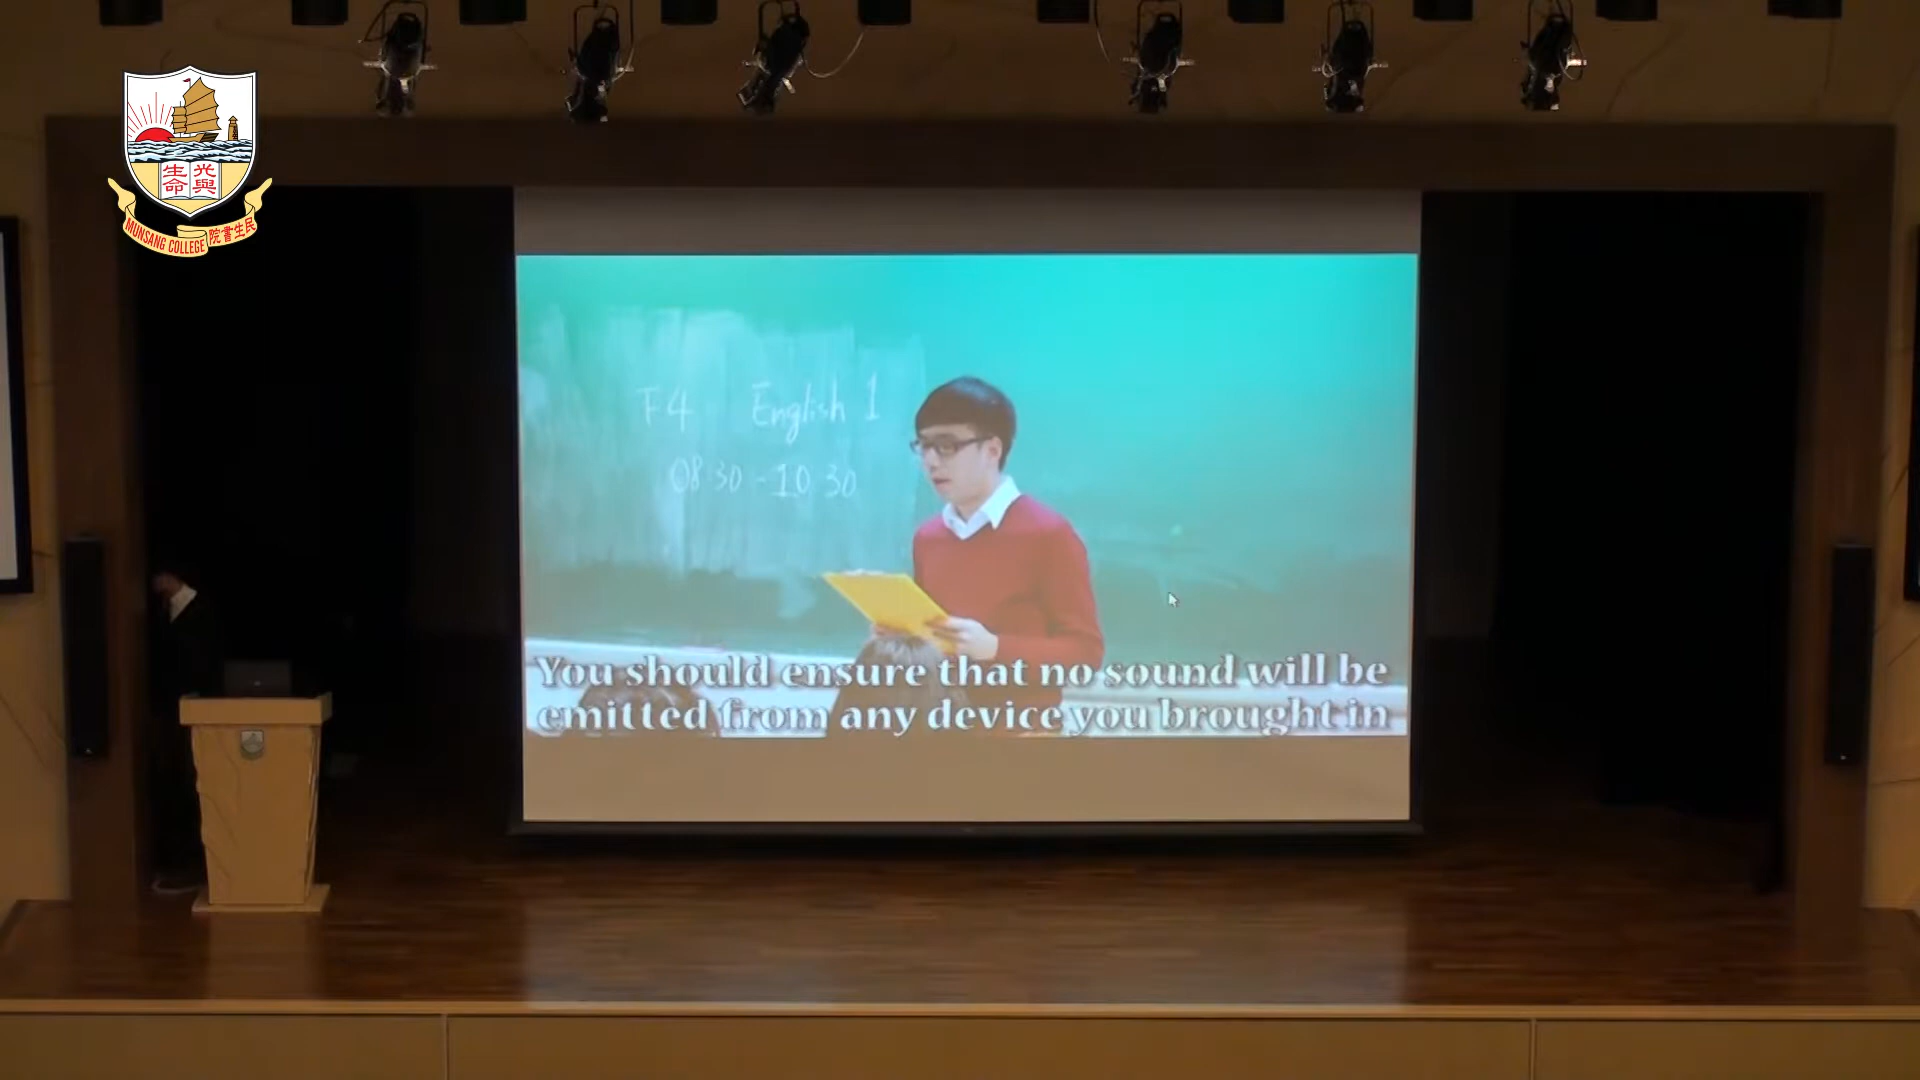 生 光
命 與
MUNSANG COLLEGE 院書生民
F4 English 1
08:30 - 10:30
You should ensure that no sound will be
emitted from any device you brought in